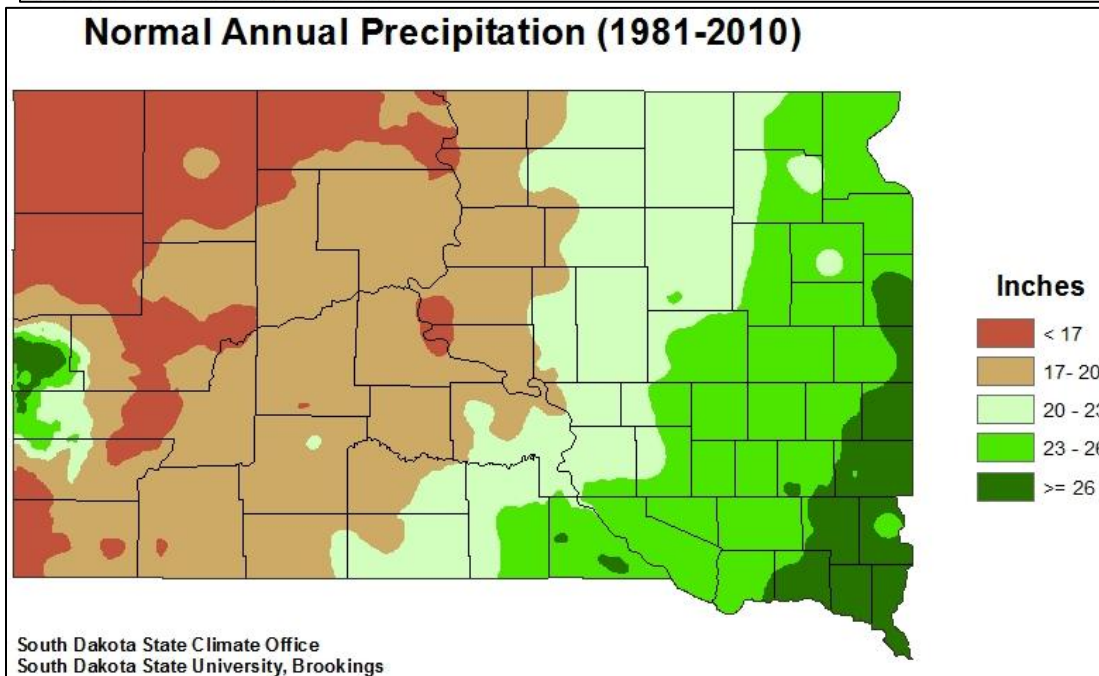 Normal Annual Precipitation (1981-2010)
Inches
< 17
17- 20
20 - 23
23 - 26
>= 26
South Dakota State Climate Office
South Dakota State University, Brookings